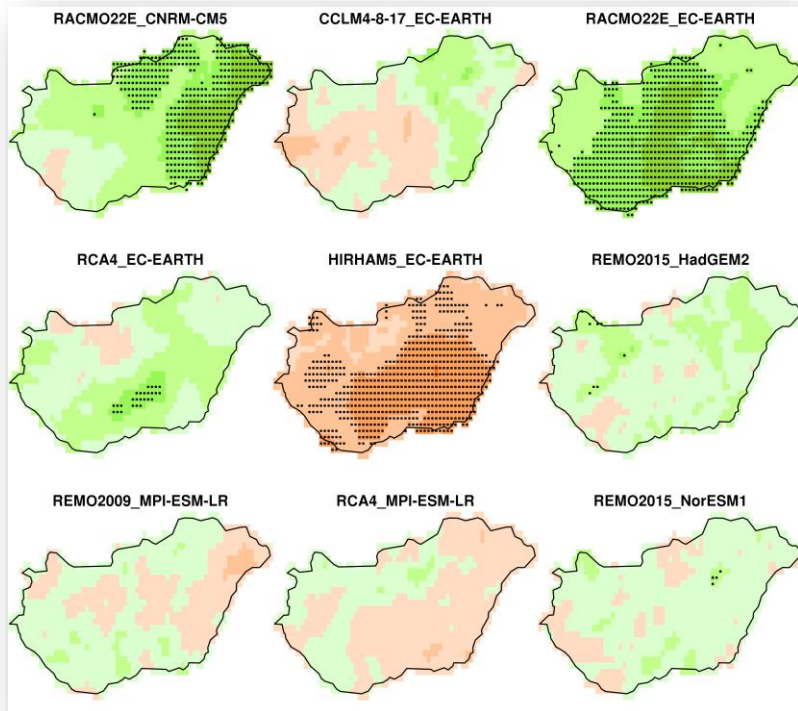 RACMO22E_CNRM-CM5
CCLM4-8-17_EC-EARTH
RACMO22E_EC-EARTH
RCA4_EC-EARTH
HIRHAM5_EC-EARTH
REMO2015_HadGEM2
REMO2009_MPI-ESM-LR
RCA4_MPI-ESM-LR
REMO2015_NorESM1